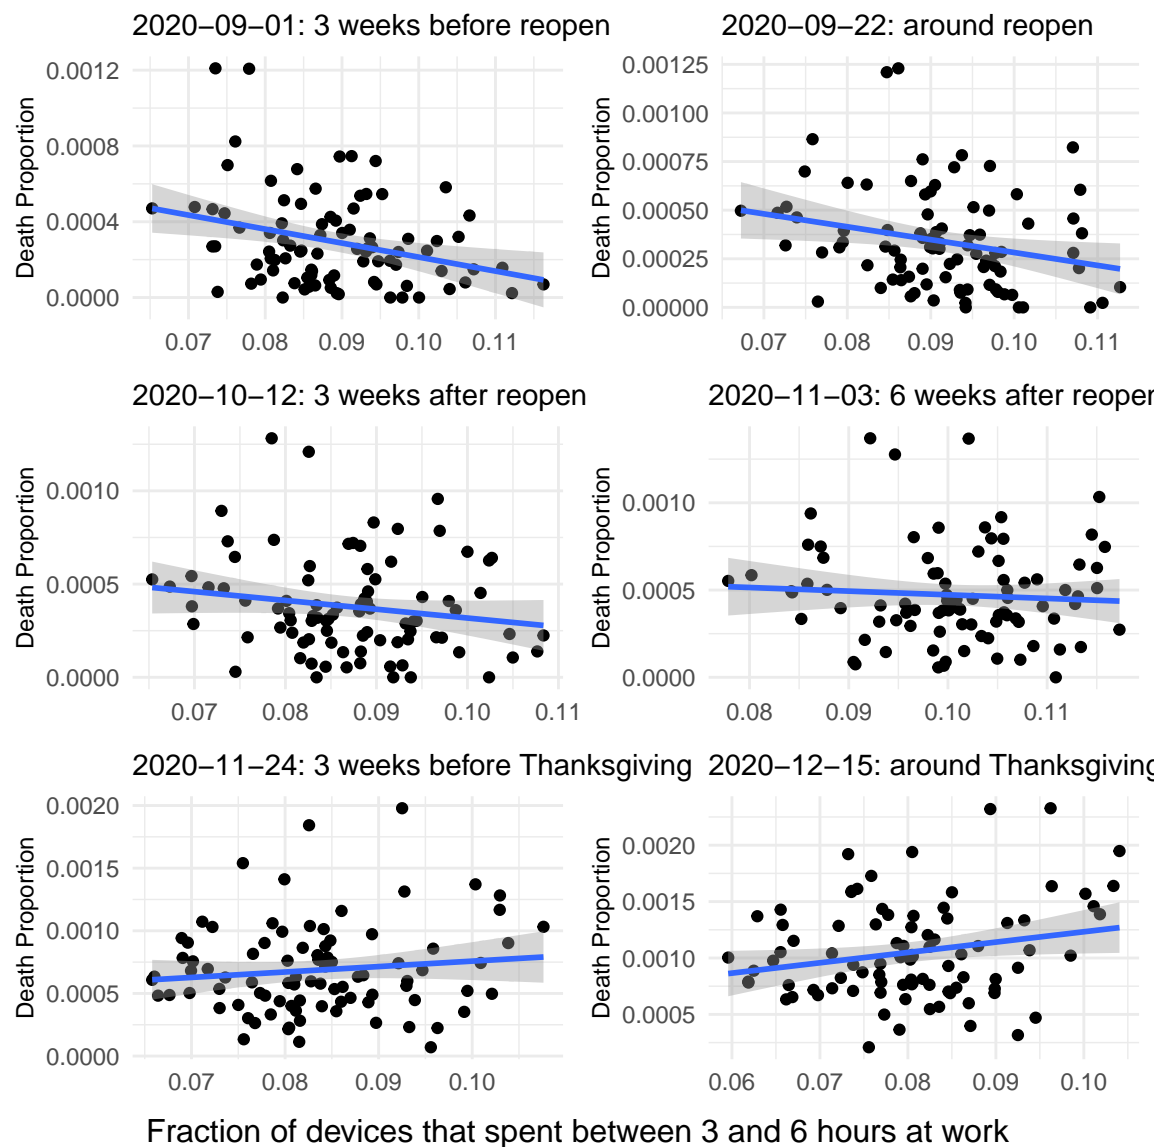 2020−09−01: 3 weeks before reopen
2020−09−22: around reopen
Death Proportion
0.0012
0.0008
0.0004
0.0000
0.07 0.08 0.09 0.10 0.11
Death Proportion
0.00125
0.00100
0.00075
0.00050
0.00025
0.00000
0.07 0.08 0.09 0.10 0.11
2020−10−12: 3 weeks after reopen
2020−11−03: 6 weeks after reopen
Death Proportion
0.0010
0.0005
0.0000
0.07 0.08 0.09 0.10 0.11
Death Proportion
0.0010
0.0005
0.0000
0.08 0.09 0.10 0.11
2020−11−24: 3 weeks before Thanksgiving
2020−12−15: around Thanksgiving
Death Proportion
0.0020
0.0015
0.0010
0.0005
0.0000
0.07 0.08 0.09 0.10
Death Proportion
0.0020
0.0015
0.0010
0.0005
0.06 0.07 0.08 0.09 0.10
Fraction of devices that spent between 3 and 6 hours at work